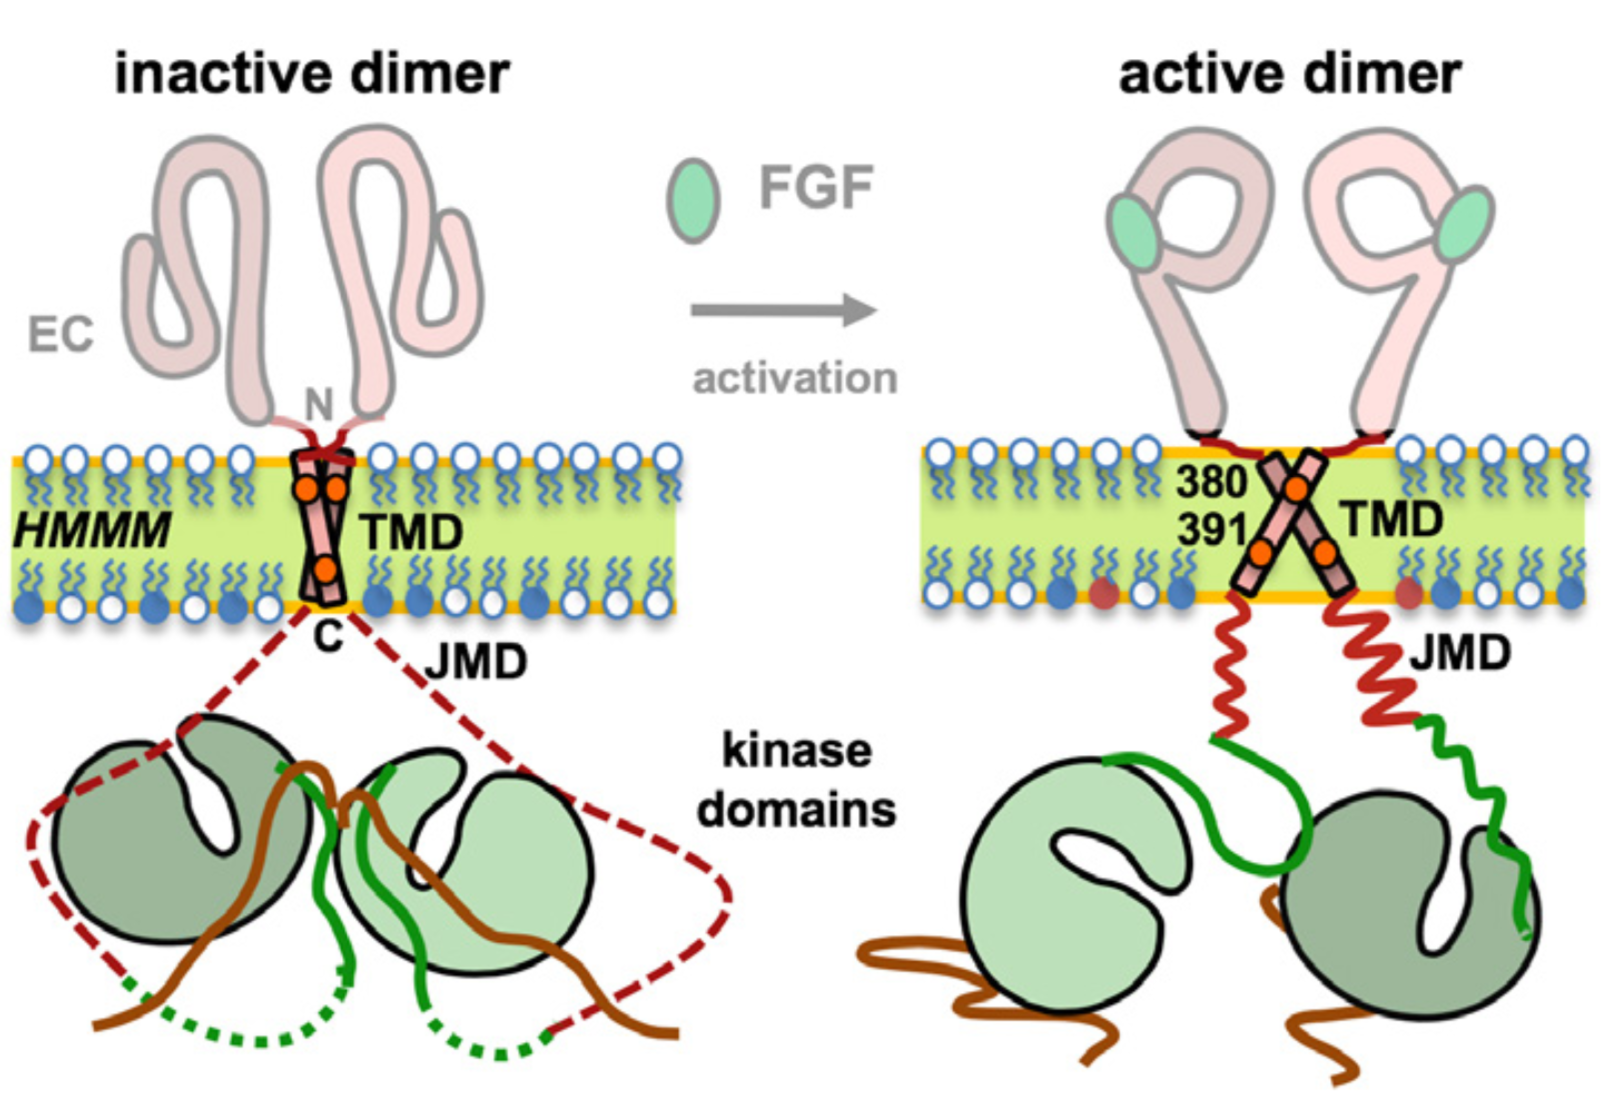 inactive dimer
active dimer
FGF
EC
activation
N
HMMM
TMD
380
391
TMD
C
JMD
JMD
kinase
domains